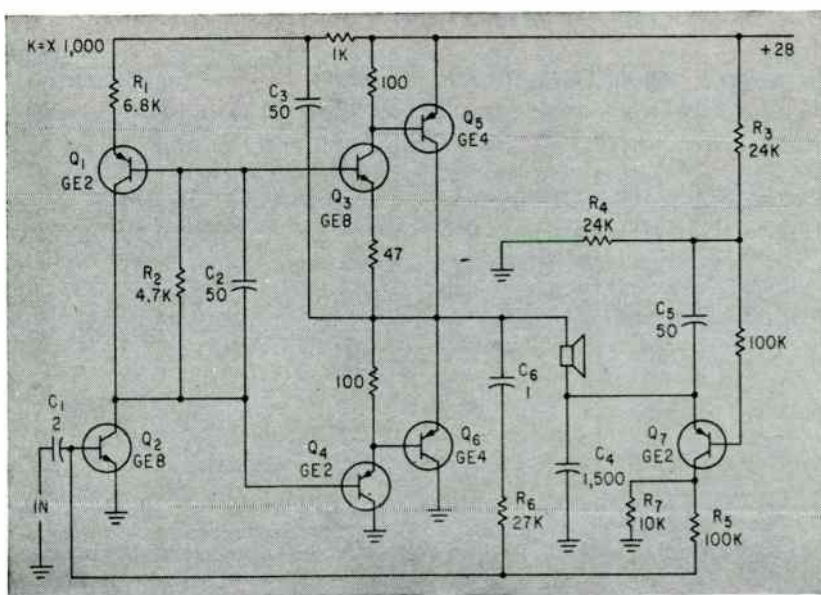 K=X 1,000
1K
+28
R1
6.8K
C3
50
100
Q5
GE4
R3
24K
Q1
GE2
Q3
GE8
R4
24K
R2
4.7K
C2
50
47
C5
50
100K
C1
2
Q2
GE8
100
C6
1
Q6
GE4
Q4
GE2
C4
1,500
Q7
GE2
IN
R6
27K
R7
10K
R5
100K